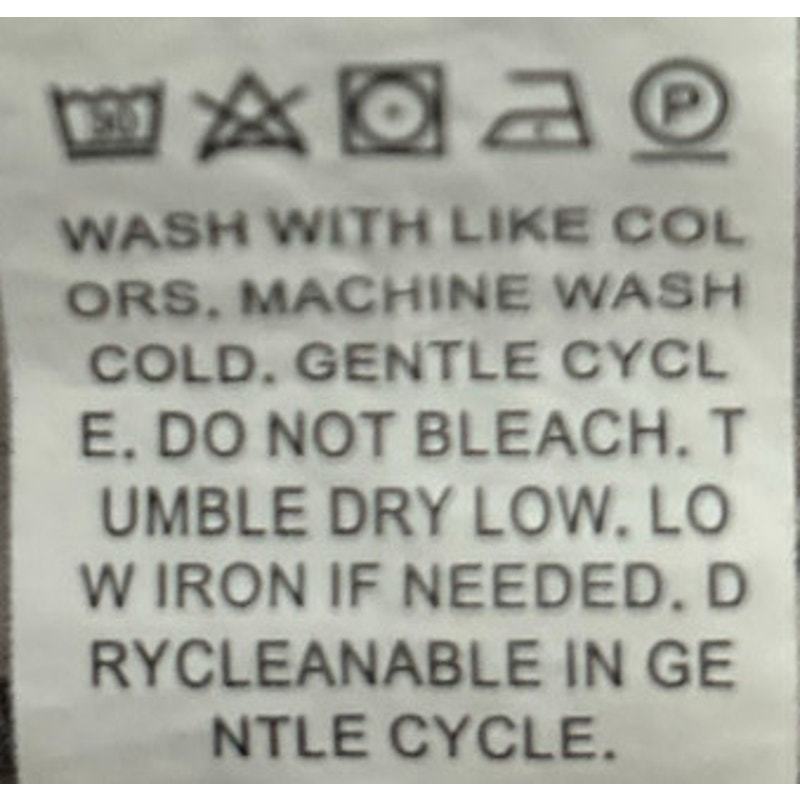 30
P
WASH WITH LIKE COL
ORS. MACHINE WASH
COLD. GENTLE CYCL
E. DO NOT BLEACH. T
UMBLE DRY LOW. LO
W IRON IF NEEDED. D
RYCLEANABLE IN GE
NTLE CYCLE.